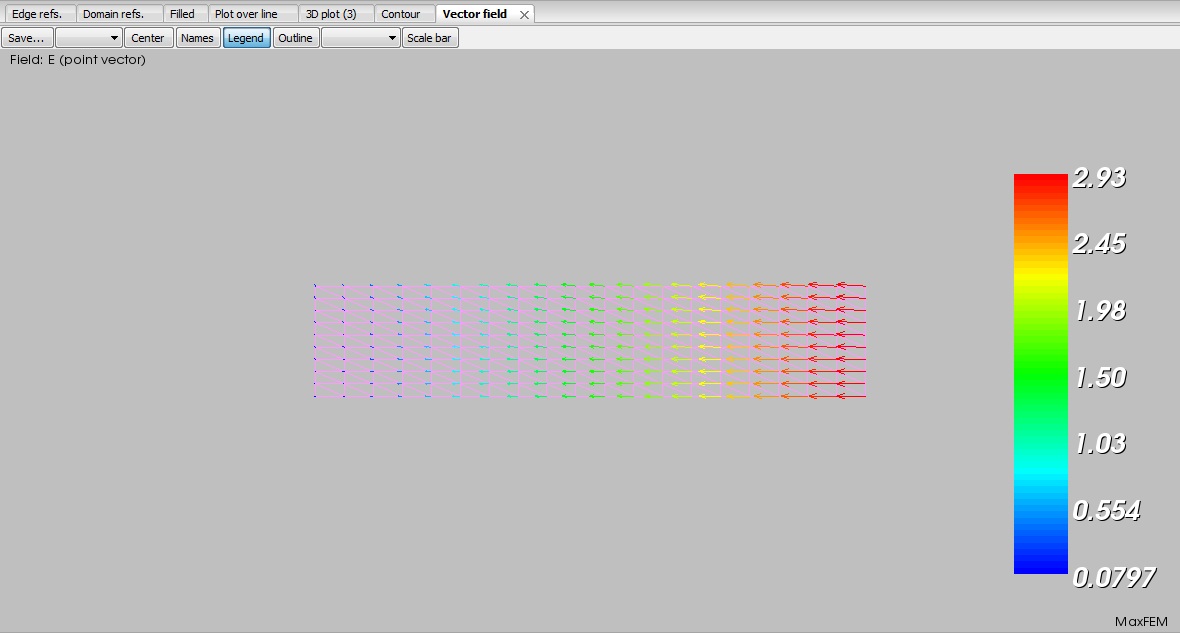 Edge refs. Domain refs. Filled Plot over line 3D plot (3) Contour Vector field
Save... Center Names Legend Outline Scale bar
Field: E (point vector)
2.93
2.45
1.98
1.50
1.03
0.554
0.0797
MaxFEM